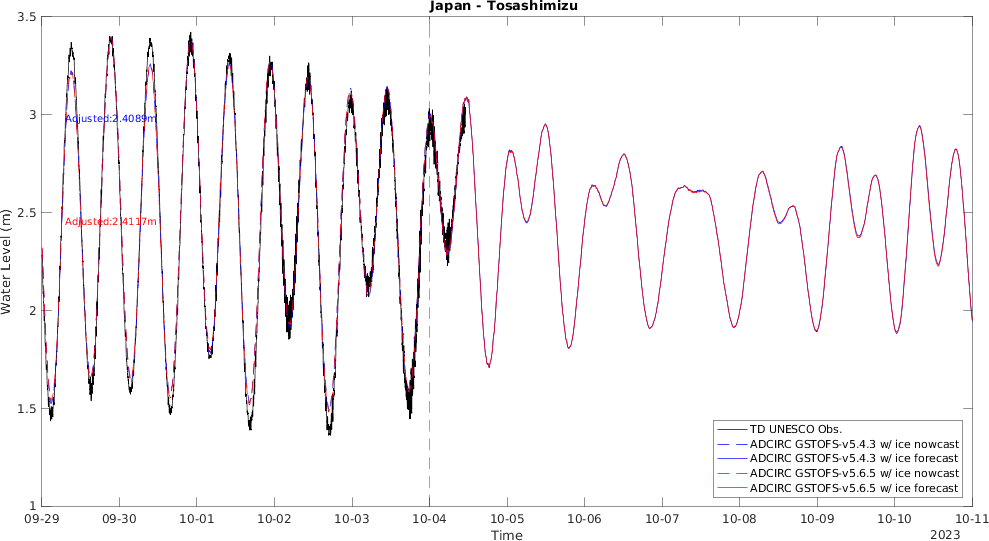 Japan - Tosashimizu
3.5
3
2.5
2
1.5
1
Water Level (m)
Adjusted:2.4089m
Adjusted:2.4117m
TD UNESCO Obs.
ADCIRC GSTOFS-v5.4.3 w/ ice nowcast
ADCIRC GSTOFS-v5.4.3 w/ ice forecast
ADCIRC GSTOFS-v5.6.5 w/ ice nowcast
ADCIRC GSTOFS-v5.6.5 w/ ice forecast
09-29 09-30 10-01 10-02 10-03 10-04 10-05 10-06 10-07 10-08 10-09 10-10 10-11
Time
2023